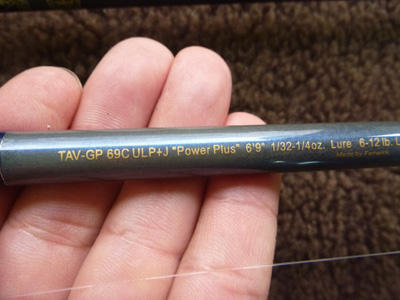 TAV-GP 69C ULP+J "Power Plus" 6'9" 1/32-1/4oz. Lure 6-12lb. L
Made by Fenwick